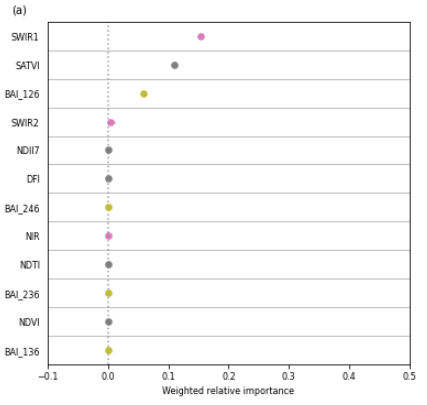 (a)
SWIR1
SATVI
BAI_126
SWIR2
NDII7
DFI
BAI_246
NIR
NDTI
BAI_236
NDVI
BAI_136
−0.1 0.0 0.1 0.2 0.3 0.4 0.5
Weighted relative importance